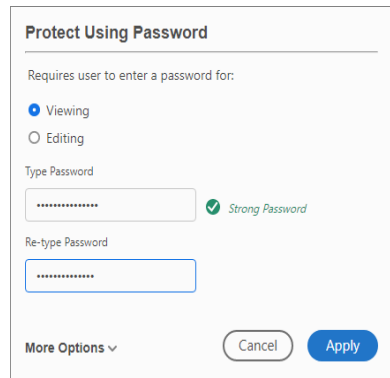 Protect Using Password
Requires user to enter a password for:
Viewing
Editing
Type Password
•••••••••••••••
Strong Password
Re-type Password
••••••••••••••
More Options
Cancel
Apply